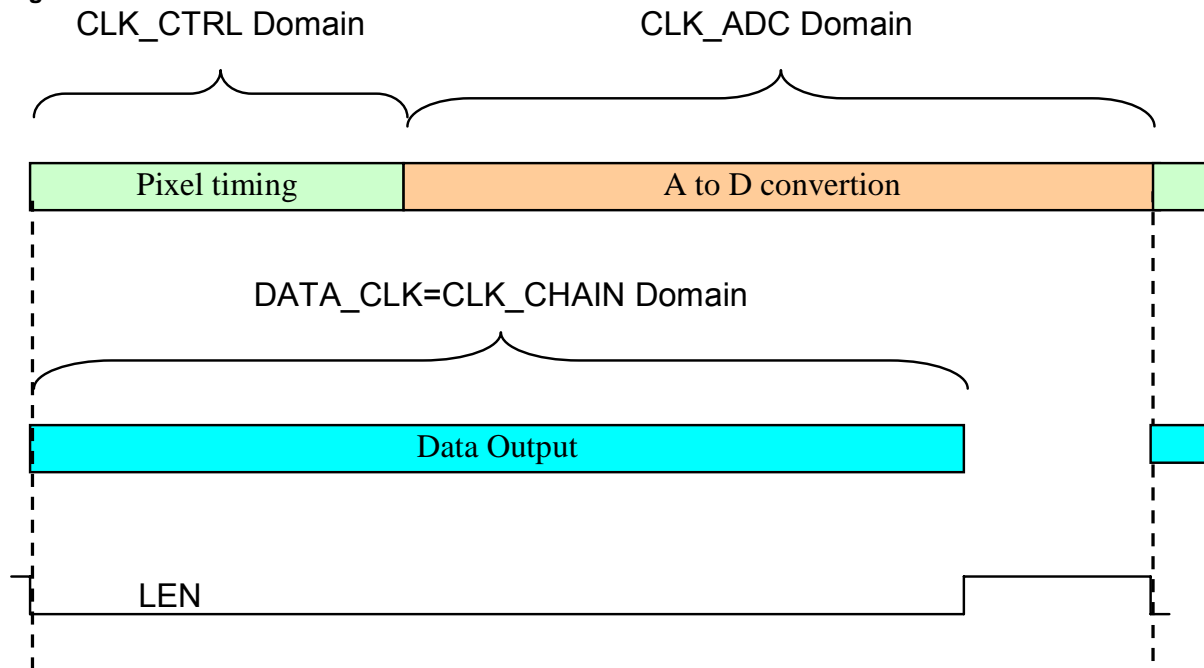 CLK_CTRL Domain
CLK_ADC Domain
Pixel timing
A to D convertion
DATA_CLK=CLK_CHAIN Domain
Data Output
LEN